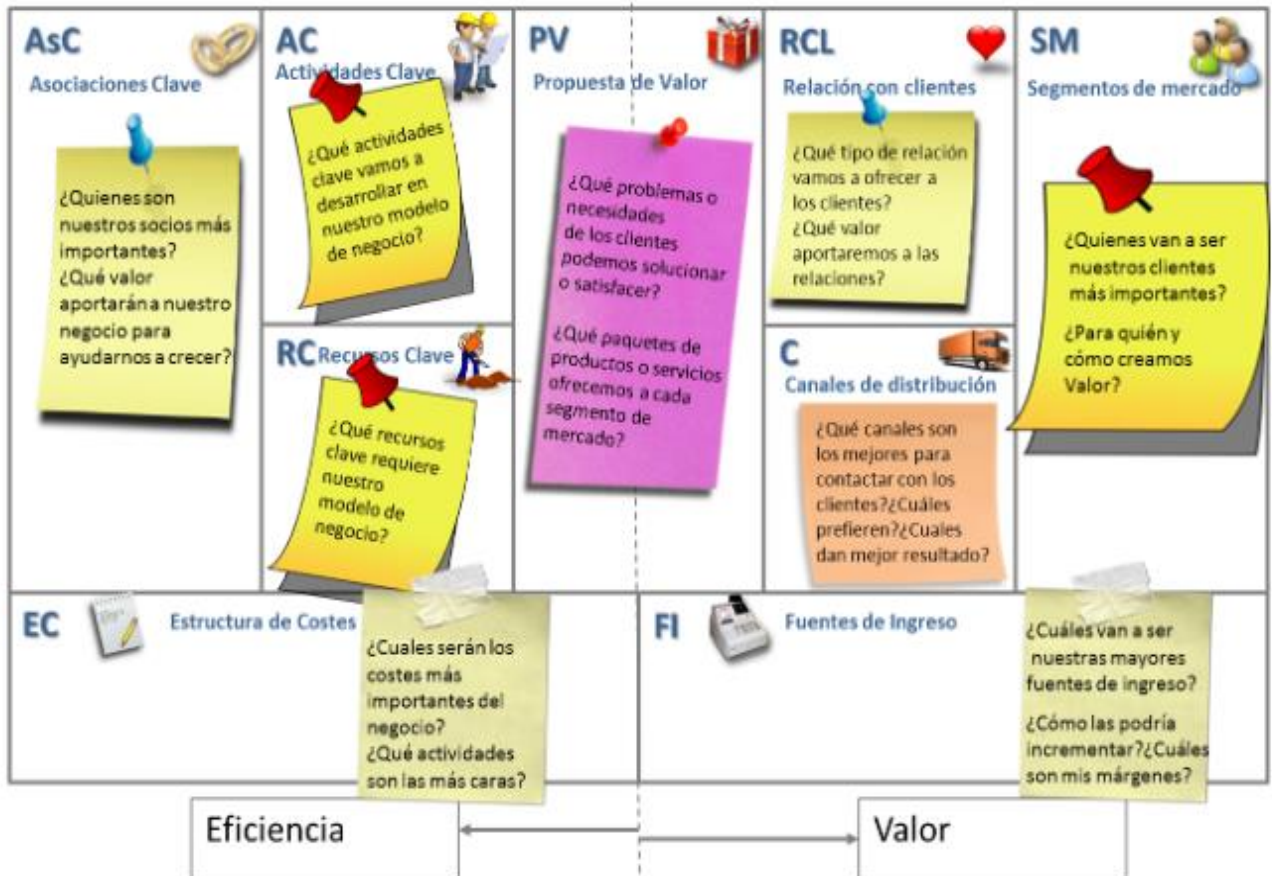 AsC
Asociaciones Clave
¿Quienes son
nuestros socios más
importantes?
¿Qué valor
aportarán a nuestro
negocio para
ayudarnos a crecer?
AC
Actividades Clave
¿Qué actividades
clave vamos a
desarrollar en
nuestro modelo
de negocio?
RC Recursos Clave
¿Qué recursos
clave requiere
nuestro
modelo de
negocio?
PV
Propuesta de Valor
¿Qué problemas o
necesidades
de los clientes
podemos solucionar
o satisfacer?
¿Qué paquetes de
productos o servicios
ofrecemos a cada
segmento de
mercado?
RCL
Relación con clientes
¿Qué tipo de relación
vamos a ofrecer a
los clientes?
¿Qué valor
aportaremos a las
relaciones?
C
Canales de distribución
¿Qué canales son
los mejores para
contactar con los
clientes?¿Cuáles
prefieren?¿Cuales
dan mejor resultado?
SM
Segmentos de mercado
¿Quienes van a ser
nuestros clientes
más importantes?
¿Para quién y
cómo creamos
Valor?
EC
Estructura de Costes
¿Cuales serán los
costes más
importantes del
negocio?
¿Qué actividades
son las más caras?
FI
Fuentes de Ingreso
¿Cuáles van a ser
nuestras mayores
fuentes de ingreso?
¿Cómo las podría
incrementar?¿Cuáles
son mis márgenes?
Eficiencia
Valor